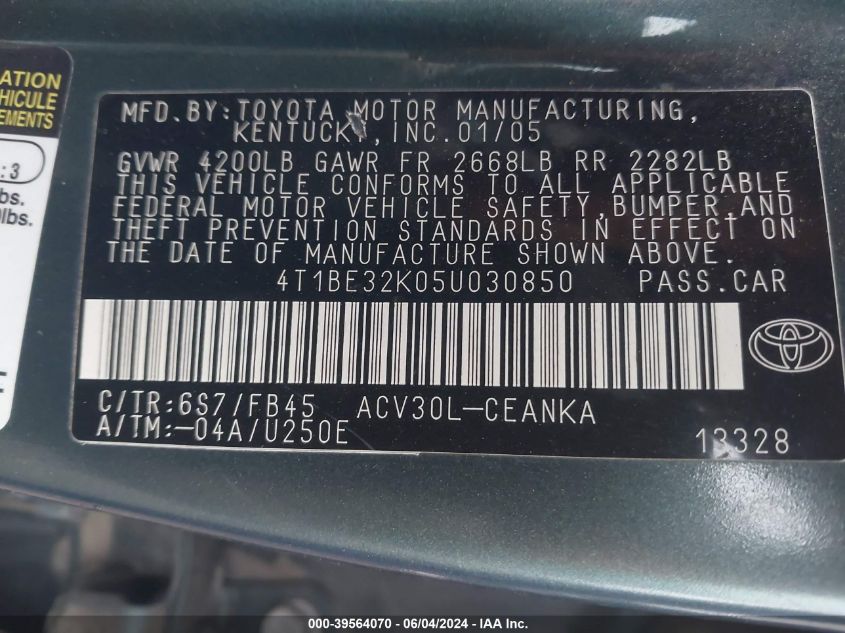 ATION
HICULE
EMENTS
: 3
bs.
lbs.
MFD. BY: TOYOTA MOTOR MANUFACTURING,
KENTUCKY, INC. 01/05
GVWR 4200LB GAWR FR 2668LB RR 2282LB
THIS VEHICLE CONFORMS TO ALL APPLICABLE
FEDERAL MOTOR VEHICLE SAFETY, BUMPER, AND
THEFT PREVENTION STANDARDS IN EFFECT ON
THE DATE OF MANUFACTURE SHOWN ABOVE.
4T1BE32K05U030850 PASS. CAR
C/TR: 6S7/FB45 ACV30L-CEANKA
A/TM: -04A/U250E
13328
000-39564070 - 06/04/2024 - IAA Inc.